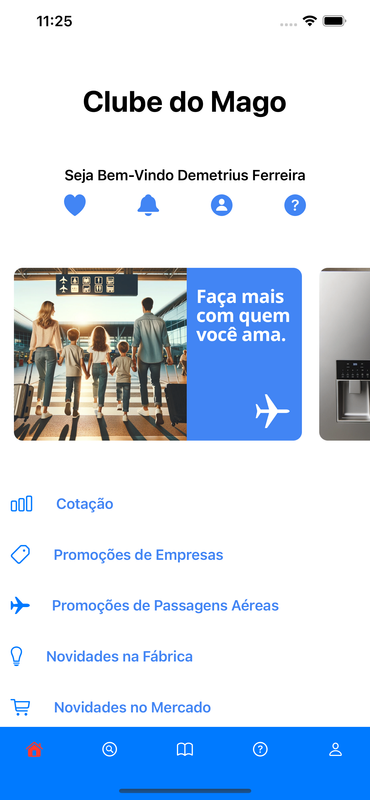 11:25
Clube do Mago
Seja Bem-Vindo Demetrius Ferreira
Faça mais
com quem
você ama.
Cotação
Promoções de Empresas
Promoções de Passagens Aéreas
Novidades na Fábrica
Novidades no Mercado